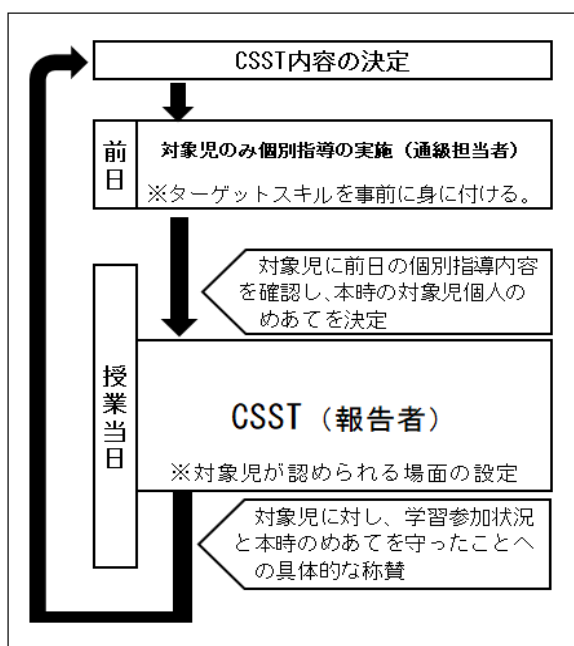 CSST内容の決定
前日
対象児のみ個別指導の実施（通級担当者）
※ターゲットスキルを事前に身に付ける。
対象児に前日の個別指導内容
を確認し、本時の対象児個人の
めあてを決定
授業当日
CSST（報告者）
※対象児が認められる場面の設定
対象児に対し、学習参加状況
と本時のめあてを守ったことへ
の具体的な称賛